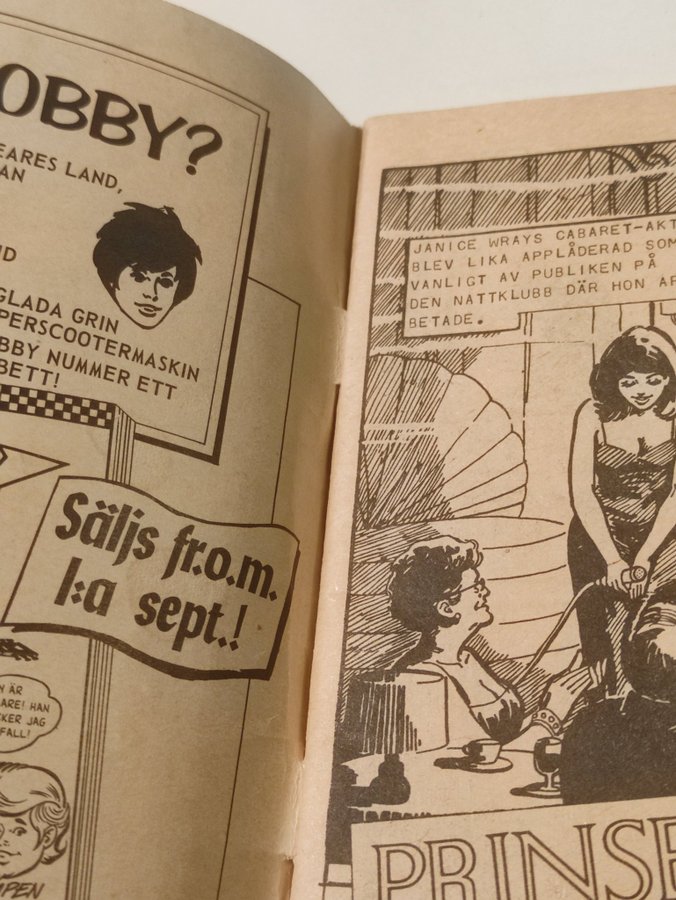 OBBY?
EARES LAND,
AN
ND
GLADA GRIN
PERSCOOTERMASKIN
BBY NUMMER ETT
BETT!
Säljs fr.o.m.
1:a sept.!
N ÄR
ARE! HAN
KER JAG
FALL!
MPEN
JANICE WRAYS CABARET-AKT
BLEV LIKA APPLÅDERAD SOM
VANLIGT AV PUBLIKEN PÅ
DEN NATTKLUBB DÄR HON AR
BETADE.
PRINSE